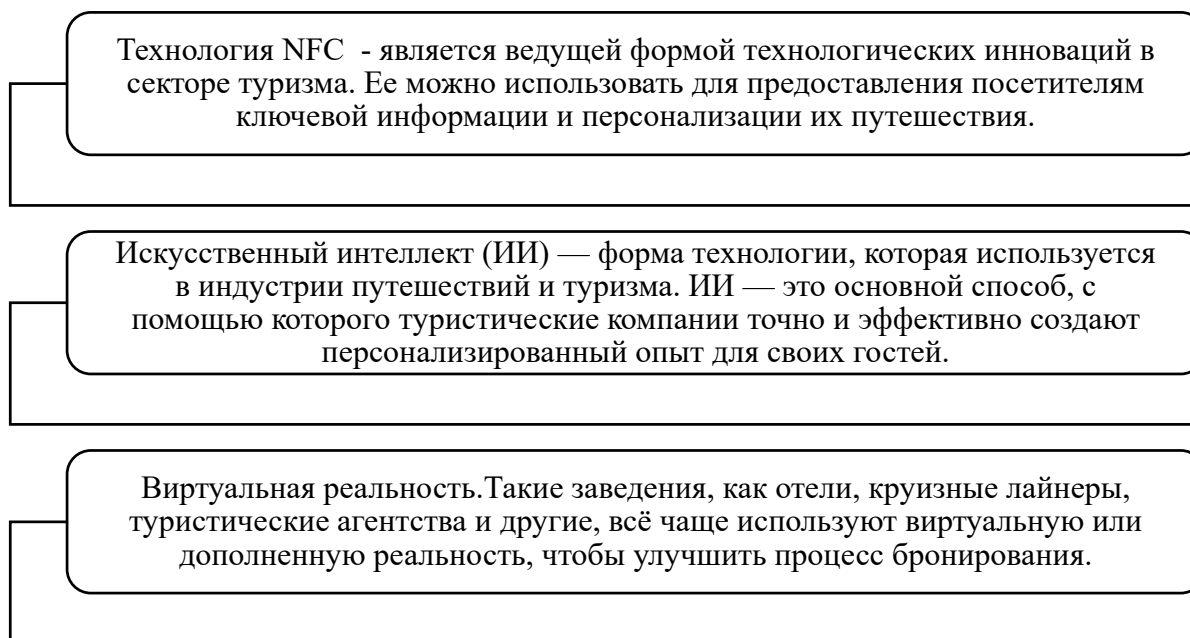 Технология NFC  - является ведущей формой технологических инноваций в
секторе туризма. Ее можно использовать для предоставления посетителям
ключевой информации и персонализации их путешествия.
Искусственный интеллект (ИИ) — форма технологии, которая используется
в индустрии путешествий и туризма. ИИ — это основной способ, с
помощью которого туристические компании точно и эффективно создают
персонализированный опыт для своих гостей.
Виртуальная реальность.Такие заведения, как отели, круизные лайнеры,
туристические агентства и другие, всё чаще используют виртуальную или
дополненную реальность, чтобы улучшить процесс бронирования.